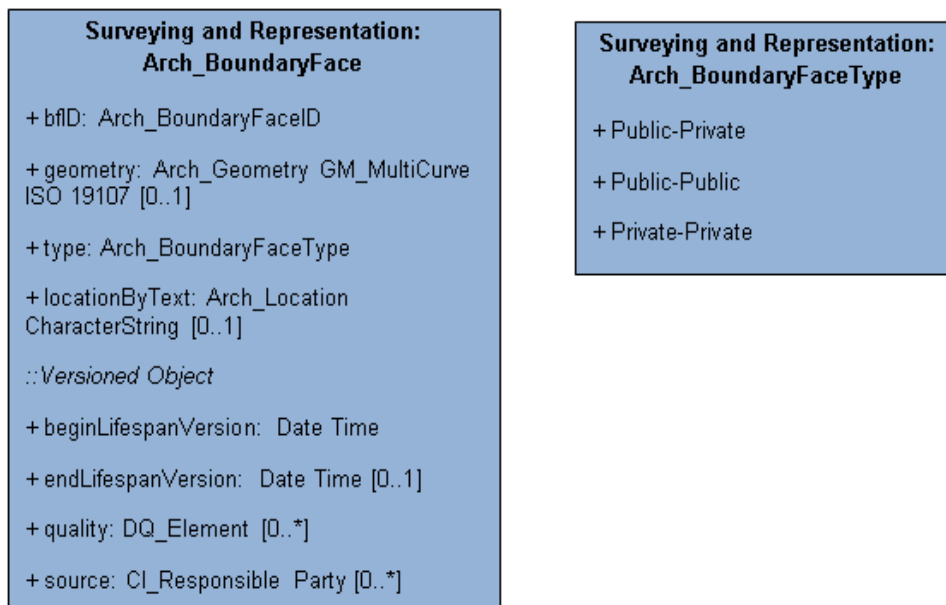 Surveying and Representation:
Arch_BoundaryFace
+ bfID: Arch_BoundaryFaceID
+ geometry: Arch_Geometry GM_MultiCurve
ISO 19107 [0..1]
+ type: Arch_BoundaryFaceType
+ locationByText: Arch_Location
CharacterString [0..1]
::Versioned Object
+ beginLifespanVersion: Date Time
+ endLifespanVersion: Date Time [0..1]
+ quality: DQ_Element [0..*]
+ source: CI_Responsible Party [0..*]
Surveying and Representation:
Arch_BoundaryFaceType
+ Public-Private
+ Public-Public
+ Private-Private